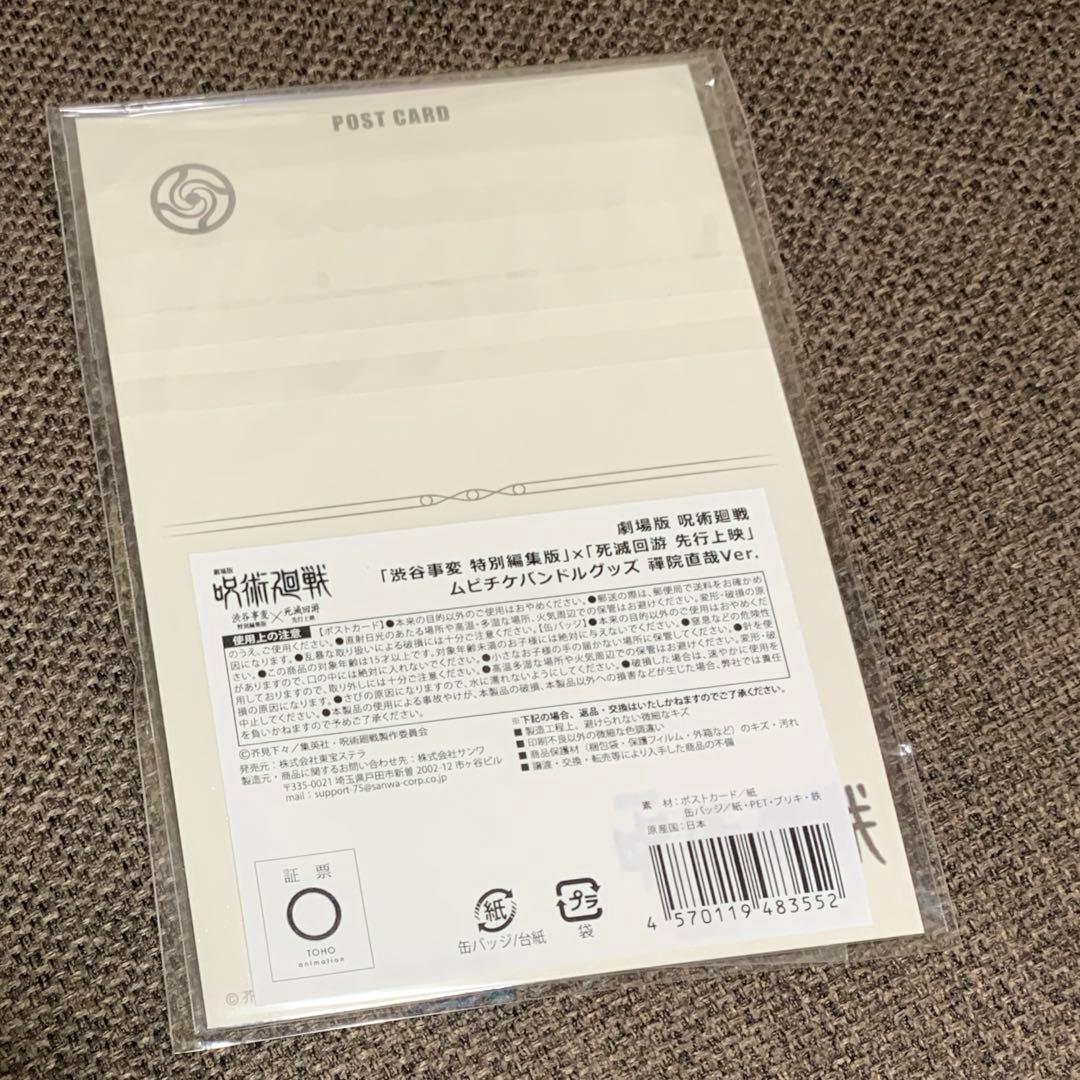 POST CARD
劇場版 呪術廻戦
「渋谷事変 特別編集版」×「死滅回游 先行上映」
ムビチケバンドルグッズ 禪院直哉Ver.
劇場版
呪術廻戦
渋谷事変 特別編集版 × 死滅回游 先行上映
使用上の注意 【ポストカード】●本来の目的以外のご使用はおやめください。●郵送の際は、郵便局で送料をお確かめ
のうえ、ご使用ください。●直射日光のあたる場所や高温・多湿な場所、火気周辺での保管はお避けください。変形・破損の原
因になります。●乱暴な取り扱いによる破損には十分ご注意ください。【缶バッジ】●本来の目的以外のご使用はおやめくだ
さい。●この商品の対象年齢は15才以上です。対象年齢未満のお子様には絶対に与えないでください。●窒息などの危険性
がありますので、口の中には絶対に入れないでください。●小さなお子様の手の届かない場所に保管してください。●針を使
用しておりますので、取り外しには十分ご注意ください。●高温多湿な場所や火気周辺での保管はお避けください。変形・破
損の原因になります。●さびの原因になりますので、水に濡れないようにしてください。●破損した場合は、速やかに使用を
中止してください。●本製品の使用による事故やけが、本製品の破損、本製品以外への損害などが生じた場合、弊社では責任
を負いかねますので予めご了承ください。
©芥見下々／集英社・呪術廻戦製作委員会
発売元：株式会社東宝ステラ
製造元・商品に関するお問い合わせ先：株式会社サンワ
〒335-0021 埼玉県戸田市新曽 2002-12 市ヶ谷ビル
mail：support-75@sanwa-corp.co.jp
※下記の場合、返品・交換はいたしかねますのでご了承ください。
■ 製造工程上、避けられない微細なキズ
■ 印刷不良以外の微細な色調違い
■ 商品保護材（梱包袋・保護フィルム・外箱など）のキズ・汚れ
■ 譲渡・交換・転売等により入手した商品の不備
素　材：ポストカード／紙
缶バッジ／紙・PET・ブリキ・鉄
原産国：日本
証 票
TOHO
animation
紙
缶バッジ/台紙
プラ
袋
4 570119 483552
戦
© 芥